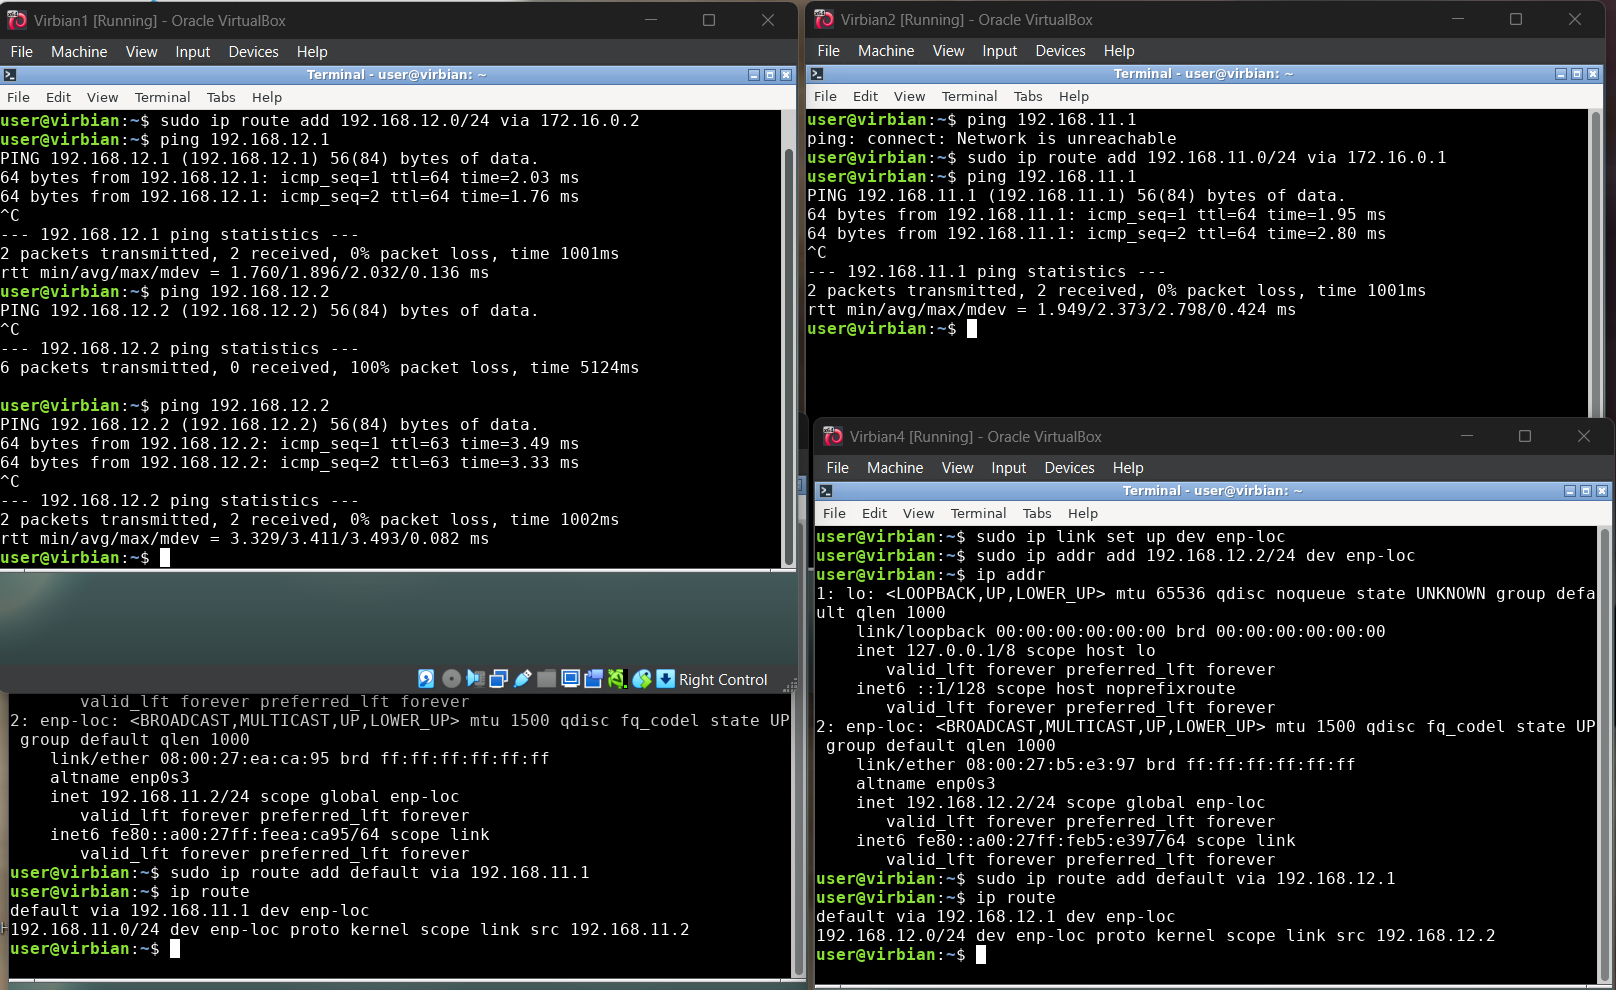 Virbian1 [Running] - Oracle VirtualBox
File Machine View Input Devices Help
Terminal - user@virbian: ~
File Edit View Terminal Tabs Help
user@virbian:~$ sudo ip route add 192.168.12.0/24 via 172.16.0.2
user@virbian:~$ ping 192.168.12.1
PING 192.168.12.1 (192.168.12.1) 56(84) bytes of data.
64 bytes from 192.168.12.1: icmp_seq=1 ttl=64 time=2.03 ms
64 bytes from 192.168.12.1: icmp_seq=2 ttl=64 time=1.76 ms
^C
--- 192.168.12.1 ping statistics ---
2 packets transmitted, 2 received, 0% packet loss, time 1001ms
rtt min/avg/max/mdev = 1.760/1.896/2.032/0.136 ms
user@virbian:~$ ping 192.168.12.2
PING 192.168.12.2 (192.168.12.2) 56(84) bytes of data.
^C
--- 192.168.12.2 ping statistics ---
6 packets transmitted, 0 received, 100% packet loss, time 5124ms
user@virbian:~$ ping 192.168.12.2
PING 192.168.12.2 (192.168.12.2) 56(84) bytes of data.
64 bytes from 192.168.12.2: icmp_seq=1 ttl=63 time=3.49 ms
64 bytes from 192.168.12.2: icmp_seq=2 ttl=63 time=3.33 ms
^C
--- 192.168.12.2 ping statistics ---
2 packets transmitted, 2 received, 0% packet loss, time 1002ms
rtt min/avg/max/mdev = 3.329/3.411/3.493/0.082 ms
user@virbian:~$
Right Control
valid_lft forever preferred_lft forever
2: enp-loc: <BROADCAST,MULTICAST,UP,LOWER_UP> mtu 1500 qdisc fq_codel state UP
group default qlen 1000
link/ether 08:00:27:ea:ca:95 brd ff:ff:ff:ff:ff:ff
altname enp0s3
inet 192.168.11.2/24 scope global enp-loc
valid_lft forever preferred_lft forever
inet6 fe80::a00:27ff:feea:ca95/64 scope link
valid_lft forever preferred_lft forever
user@virbian:~$ sudo ip route add default via 192.168.11.1
user@virbian:~$ ip route
default via 192.168.11.1 dev enp-loc
192.168.11.0/24 dev enp-loc proto kernel scope link src 192.168.11.2
user@virbian:~$
Virbian2 [Running] - Oracle VirtualBox
File Machine View Input Devices Help
Terminal - user@virbian: ~
File Edit View Terminal Tabs Help
user@virbian:~$ ping 192.168.11.1
ping: connect: Network is unreachable
user@virbian:~$ sudo ip route add 192.168.11.0/24 via 172.16.0.1
user@virbian:~$ ping 192.168.11.1
PING 192.168.11.1 (192.168.11.1) 56(84) bytes of data.
64 bytes from 192.168.11.1: icmp_seq=1 ttl=64 time=1.95 ms
64 bytes from 192.168.11.1: icmp_seq=2 ttl=64 time=2.80 ms
^C
--- 192.168.11.1 ping statistics ---
2 packets transmitted, 2 received, 0% packet loss, time 1001ms
rtt min/avg/max/mdev = 1.949/2.373/2.798/0.424 ms
user@virbian:~$
Virbian4 [Running] - Oracle VirtualBox
File Machine View Input Devices Help
Terminal - user@virbian: ~
File Edit View Terminal Tabs Help
user@virbian:~$ sudo ip link set up dev enp-loc
user@virbian:~$ sudo ip addr add 192.168.12.2/24 dev enp-loc
user@virbian:~$ ip addr
1: lo: <LOOPBACK,UP,LOWER_UP> mtu 65536 qdisc noqueue state UNKNOWN group defa
ult qlen 1000
link/loopback 00:00:00:00:00:00 brd 00:00:00:00:00:00
inet 127.0.0.1/8 scope host lo
valid_lft forever preferred_lft forever
inet6 ::1/128 scope host noprefixroute
valid_lft forever preferred_lft forever
2: enp-loc: <BROADCAST,MULTICAST,UP,LOWER_UP> mtu 1500 qdisc fq_codel state UP
group default qlen 1000
link/ether 08:00:27:b5:e3:97 brd ff:ff:ff:ff:ff:ff
altname enp0s3
inet 192.168.12.2/24 scope global enp-loc
valid_lft forever preferred_lft forever
inet6 fe80::a00:27ff:feb5:e397/64 scope link
valid_lft forever preferred_lft forever
user@virbian:~$ sudo ip route add default via 192.168.12.1
user@virbian:~$ ip route
default via 192.168.12.1 dev enp-loc
192.168.12.0/24 dev enp-loc proto kernel scope link src 192.168.12.2
user@virbian:~$